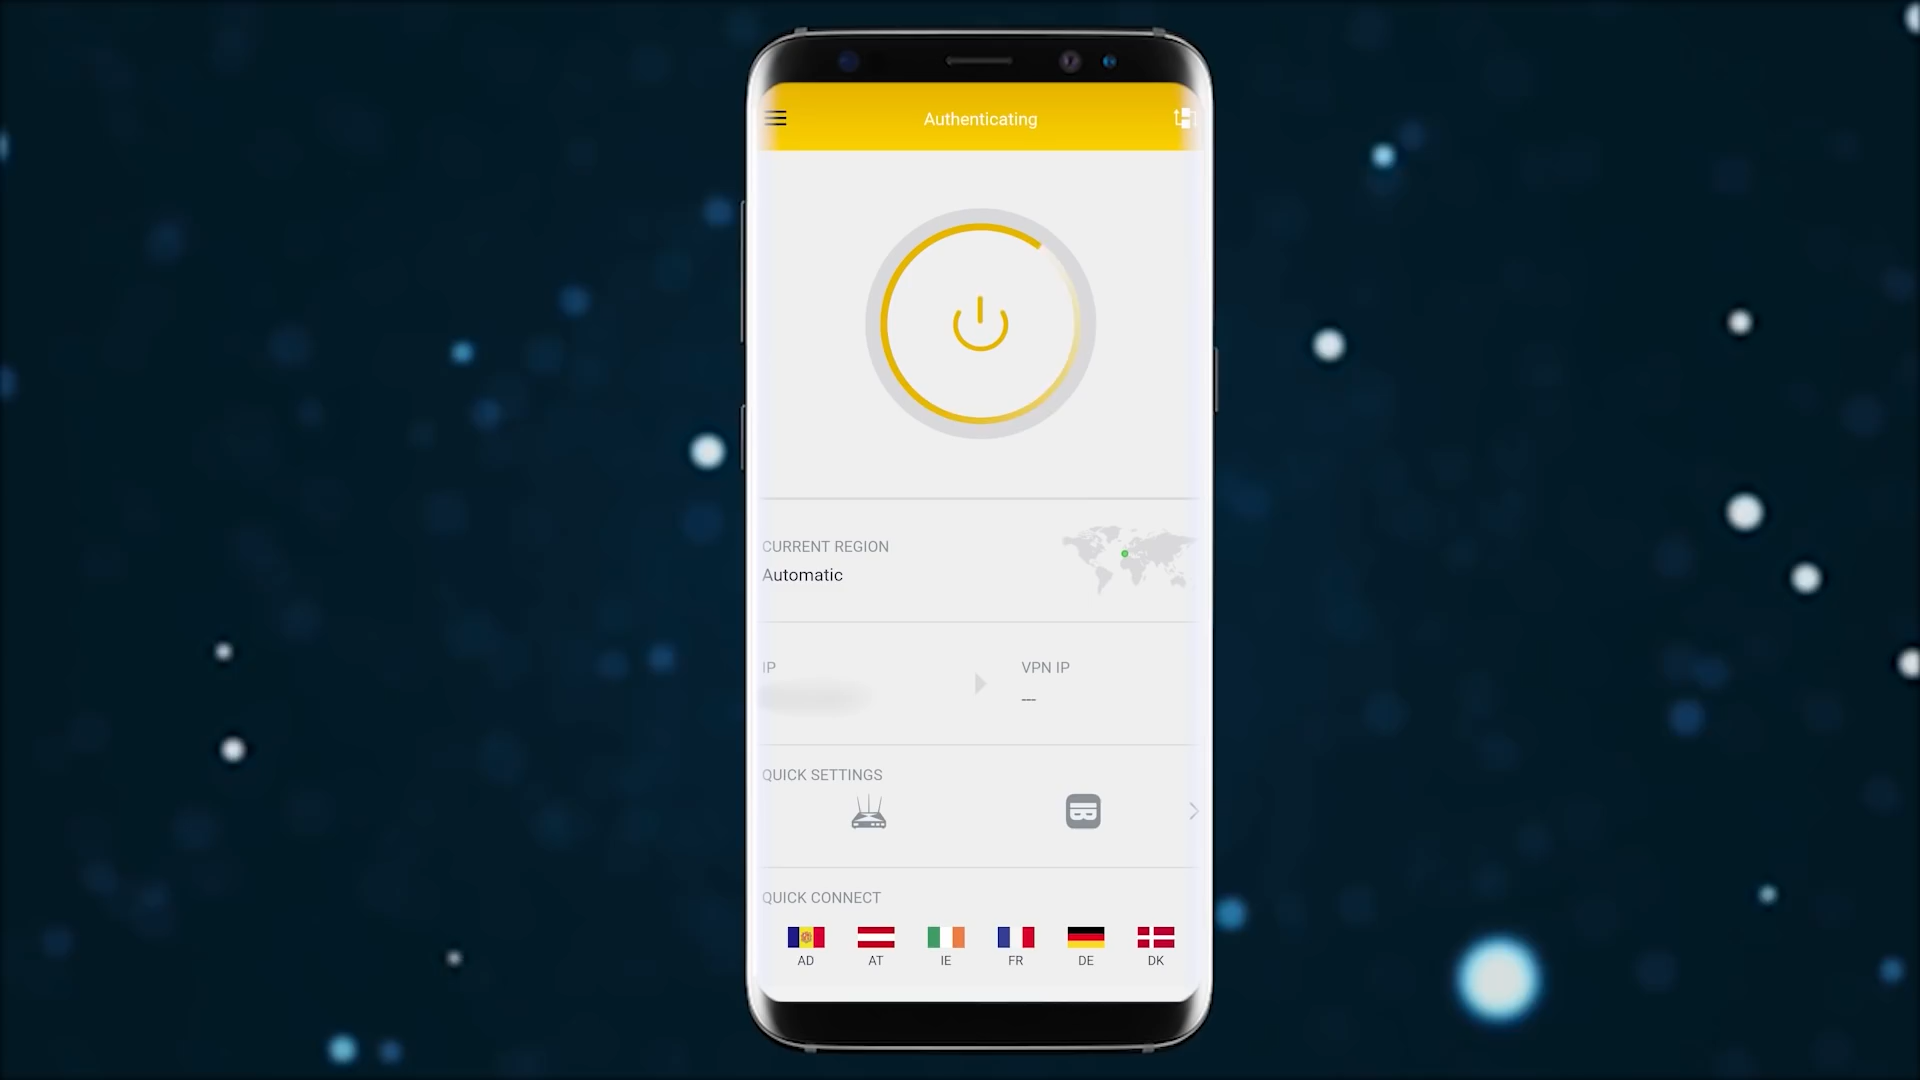 Authenticating
CURRENT REGION
Automatic
IP
VPN IP
---
QUICK SETTINGS
QUICK CONNECT
AD AT IE FR DE DK